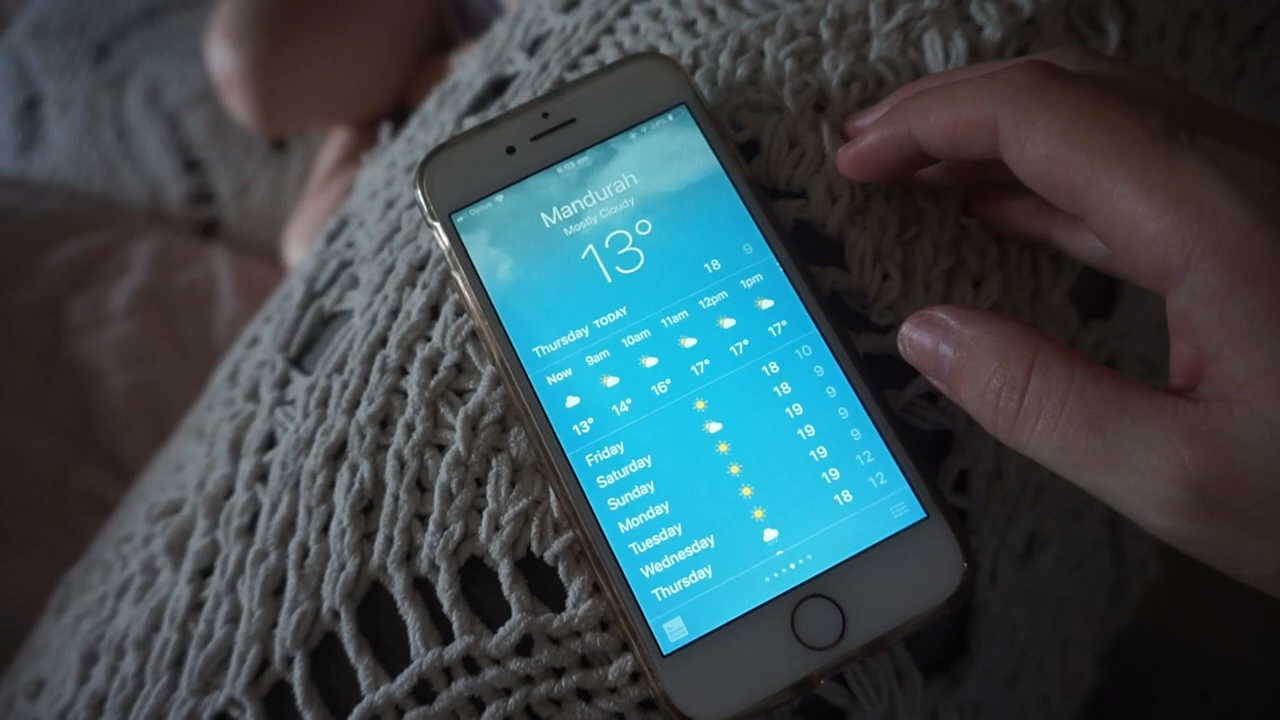 Optus
Mandurah
Mostly Cloudy
13°
Thursday TODAY 18 9
Now 9am 10am 11am 12pm 1pm
13° 14° 16° 17° 17° 17°
Friday 18 10
Saturday 18 9
Sunday 19 9
Monday 19 9
Tuesday 19 9
Wednesday 19 12
Thursday 18 12